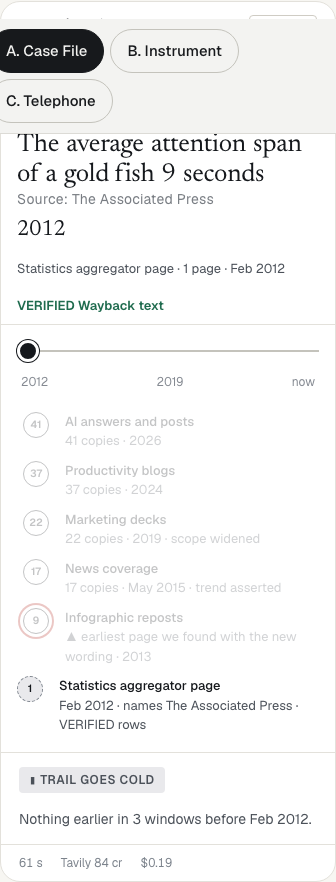 A. Case File
B. Instrument
C. Telephone
The average attention span
of a gold fish 9 seconds
Source: The Associated Press
2012
Statistics aggregator page · 1 page · Feb 2012
VERIFIED Wayback text
2012
2019
now
41
AI answers and posts
41 copies · 2026
37
Productivity blogs
37 copies · 2024
22
Marketing decks
22 copies · 2019 · scope widened
17
News coverage
17 copies · May 2015 · trend asserted
9
Infographic reposts
▲ earliest page we found with the new
wording · 2013
1
Statistics aggregator page
Feb 2012 · names The Associated Press ·
VERIFIED rows
▮ TRAIL GOES COLD
Nothing earlier in 3 windows before Feb 2012.
61 s
Tavily 84 cr
$0.19